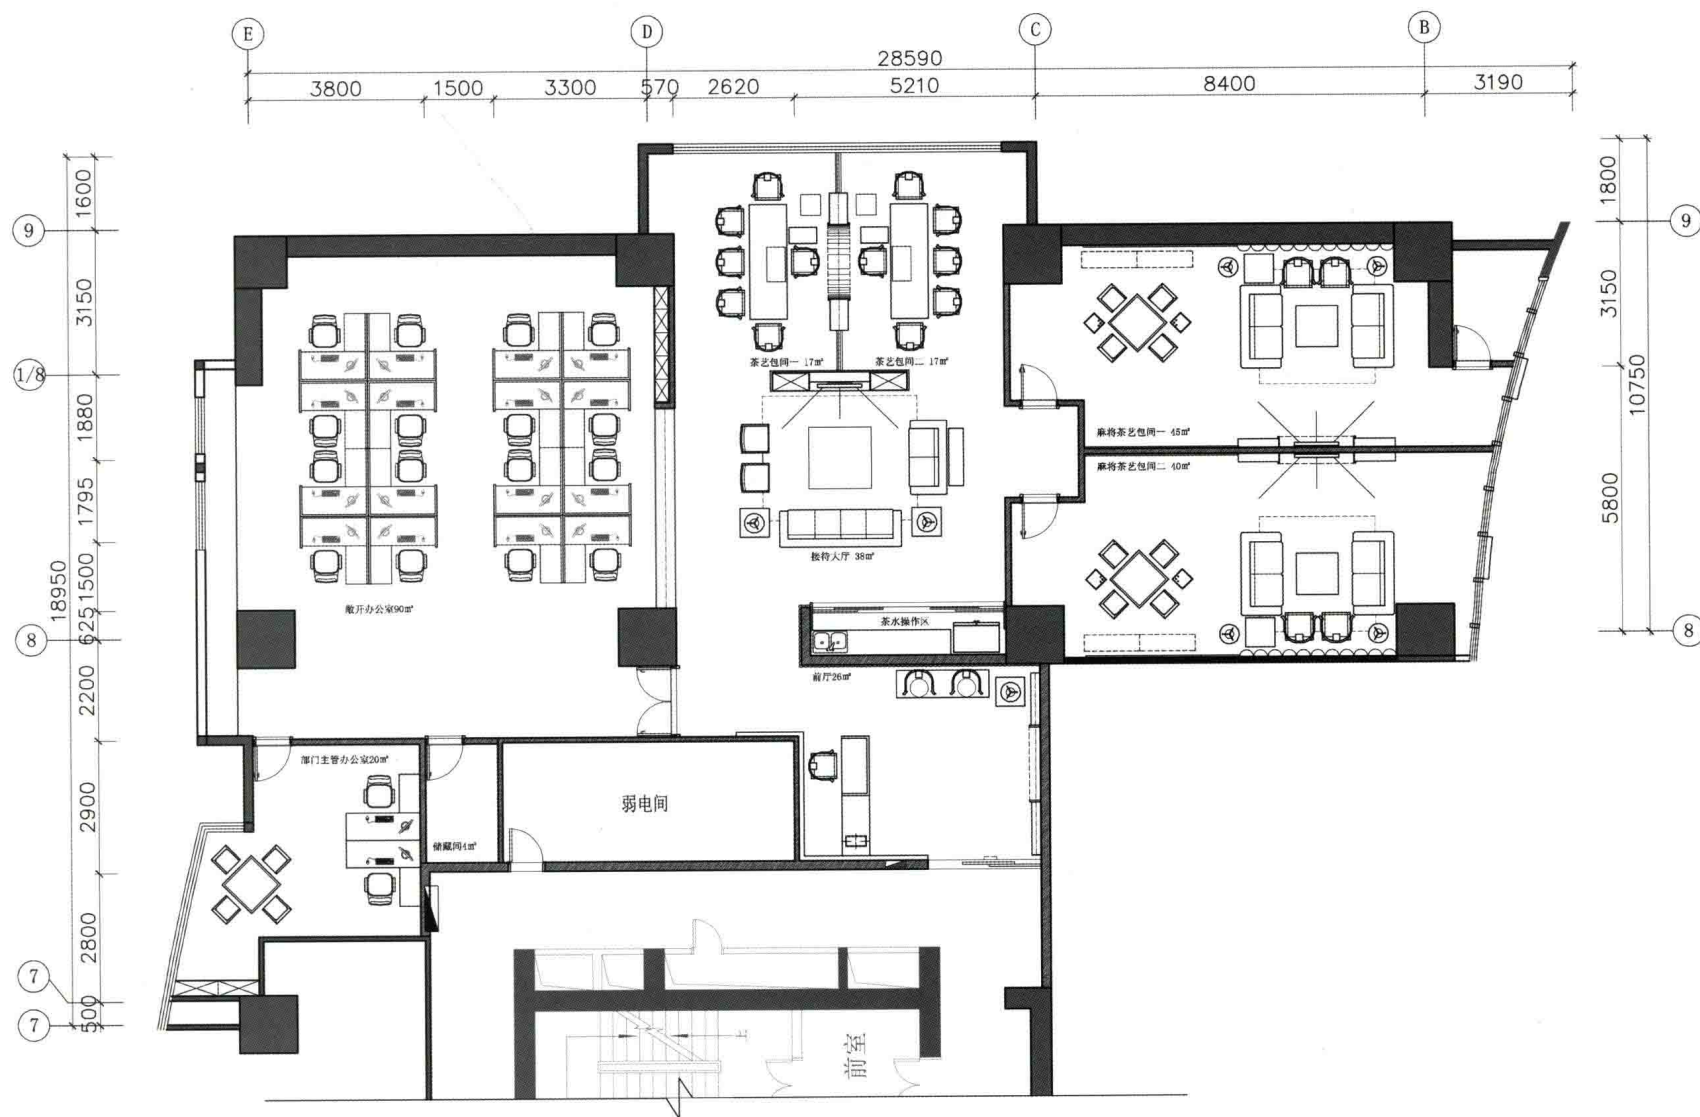 E
D
C
B
28590
3800
1500
3300
570
2620
5210
8400
3190
9
1/8
8
7
7
18950
1600
3150
1880
1795
1500
625
2200
2900
2800
500
9
8
1800
3150
5800
10750
茶艺包间一 17㎡
茶艺包间二 17㎡
麻将茶艺包间一 45㎡
麻将茶艺包间二 40㎡
接待大厅 38㎡
敞开办公室90㎡
茶水操作区
前厅26㎡
部门主管办公室20㎡
弱电间
储藏间4㎡
前室
上